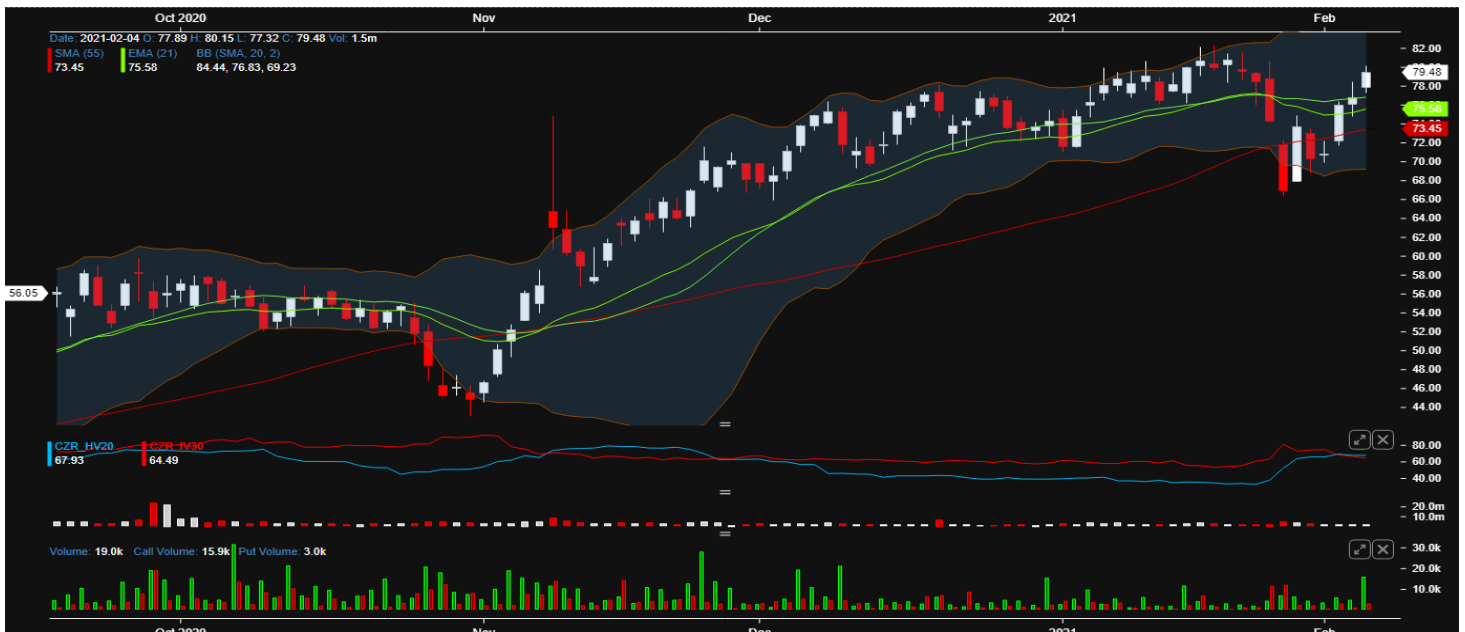 Oct 2020 Nov Dec 2021 Feb
Date: 2021-02-04 O: 77.89 H: 80.15 L: 77.32 C: 79.48 Vol: 1.5m
SMA (55) EMA (21) BB (SMA, 20, 2)
73.45 75.58 84.44, 76.83, 69.23
82.00
79.48
78.00
75.58
73.45
72.00
70.00
68.00
66.00
64.00
62.00
60.00
58.00
56.05
56.00
54.00
52.00
50.00
48.00
46.00
44.00
CZR_HV20 CZR_IV30
67.93 64.49
80.00
60.00
40.00
20.0m
10.0m
Volume: 19.0k Call Volume: 15.9k Put Volume: 3.0k
30.0k
20.0k
10.0k
Oct 2020 Nov Dec 2021 Feb